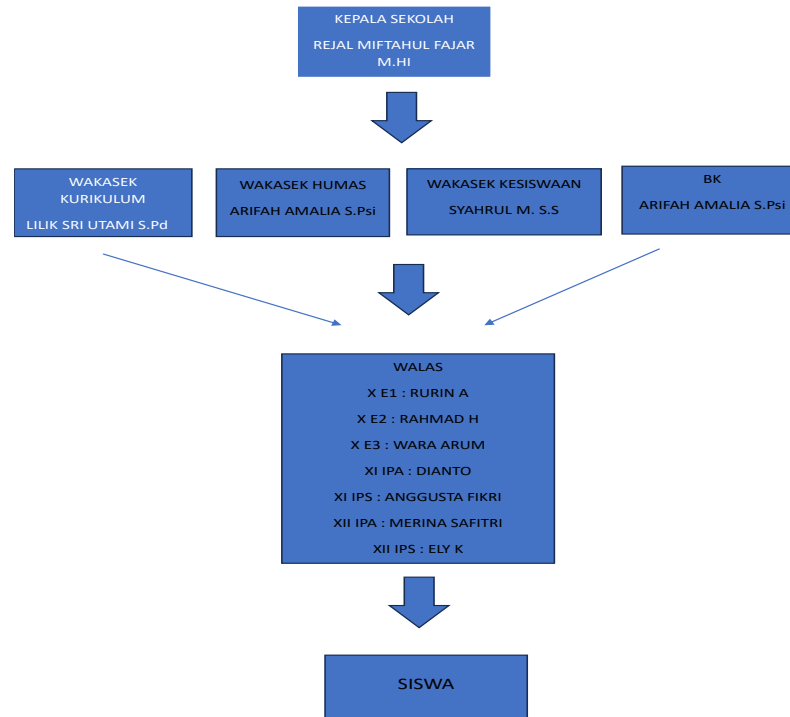 KEPALA SEKOLAH
REJAL MIFTAHUL FAJAR
M.HI
WAKASEK
KURIKULUM
LILIK SRI UTAMI S.Pd
WAKASEK HUMAS
ARIFAH AMALIA S.Psi
WAKASEK KESISWAAN
SYAHRUL M. S.S
BK
ARIFAH AMALIA S.Psi
WALAS
X E1 : RURIN A
X E2 : RAHMAD H
X E3 : WARA ARUM
XI IPA : DIANTO
XI IPS : ANGGUSTA FIKRI
XII IPA : MERINA SAFITRI
XII IPS : ELY K
SISWA